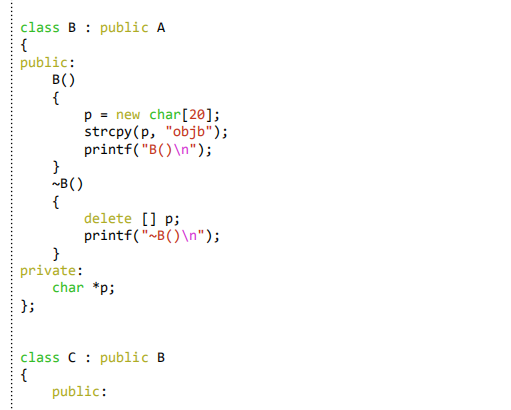 class B : public A
{
public:
    B()
    {
        p = new char[20];
        strcpy(p, "objb");
        printf("B()\n");
    }
    ~B()
    {
        delete [] p;
        printf("~B()\n");
    }
private:
    char *p;
};
class C : public B
{
    public: